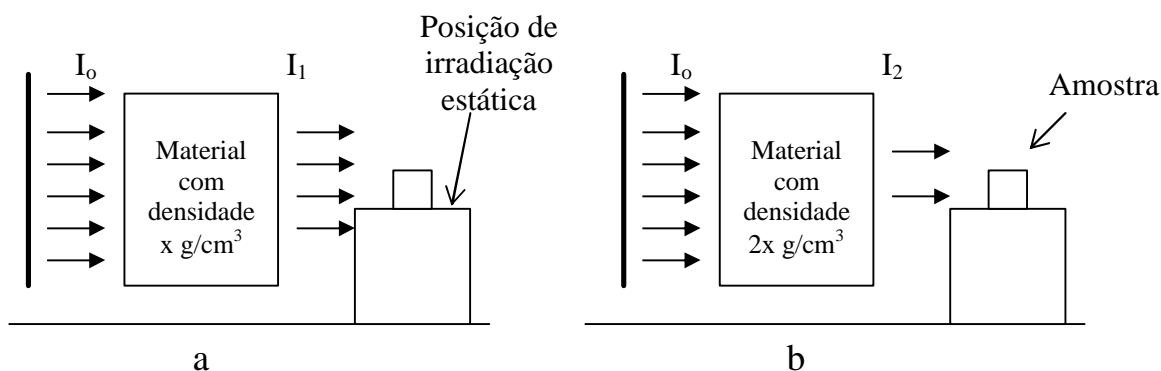 I₀
I₁
Posição de
irradiação
estática
Material
com
densidade
x g/cm³
a
I₀
I₂
Amostra
Material
com
densidade
2x g/cm³
b